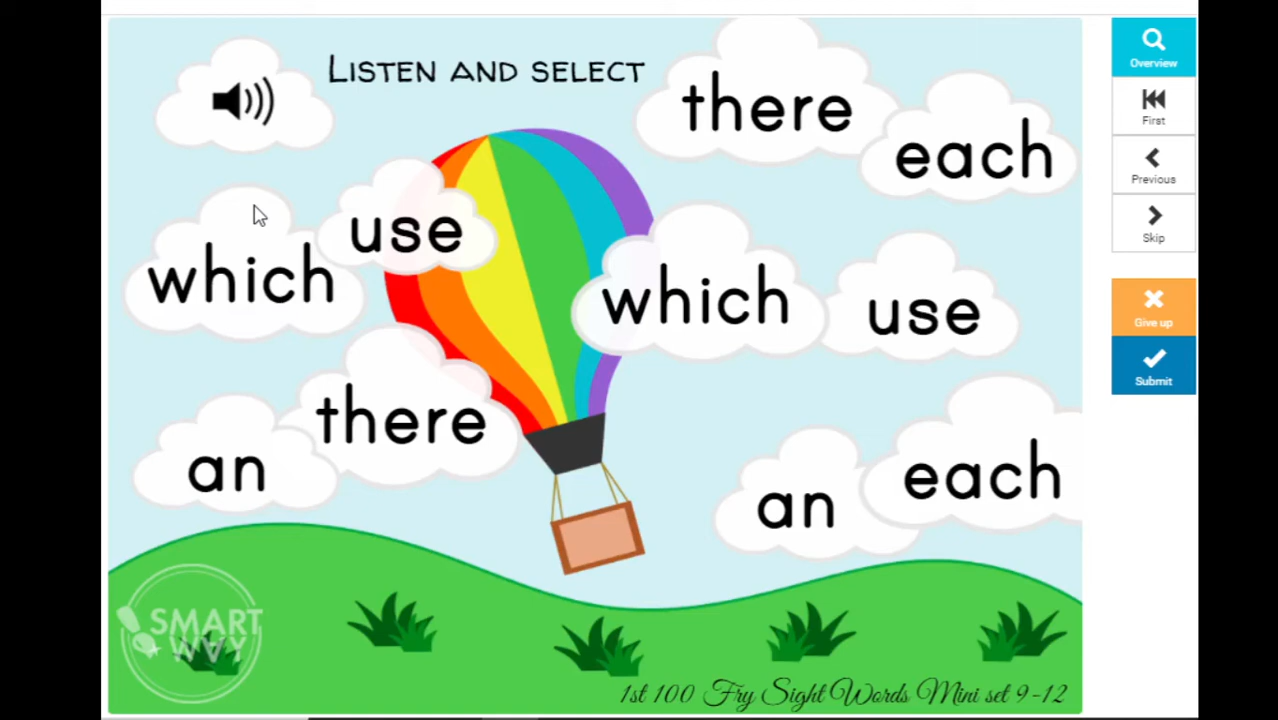 LISTEN AND SELECT
there
each
use
which
which
use
there
an
each
an
SMART
WAY
1st 100 Fry Sight Words Mini set 9-12
Overview
First
Previous
Skip
Give up
Submit